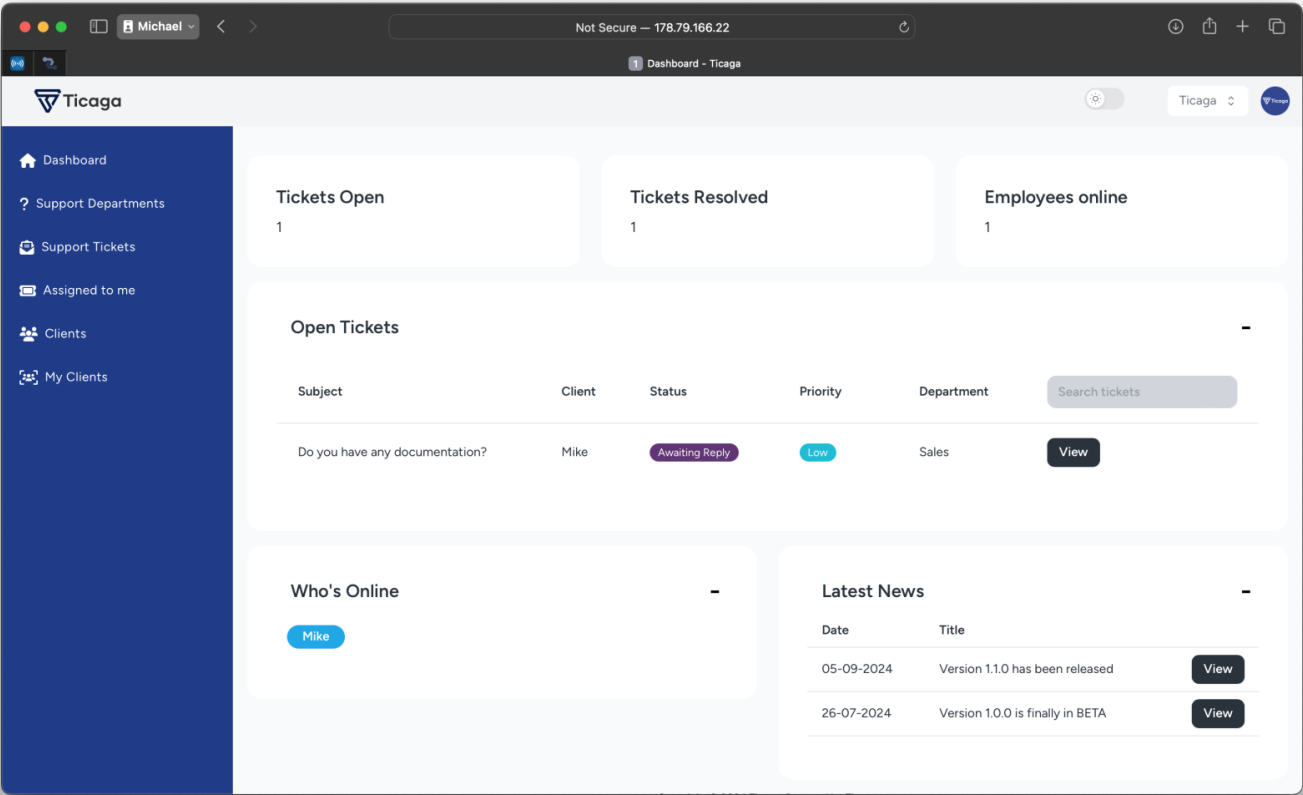 Michael
Not Secure — 178.79.166.22
1 Dashboard - Ticaga
Ticaga
Ticaga
Ticaga
Dashboard
? Support Departments
Support Tickets
Assigned to me
Clients
My Clients
Tickets Open
1
Tickets Resolved
1
Employees online
1
Open Tickets
Subject Client Status Priority Department Search tickets
Do you have any documentation? Mike Awaiting Reply Low Sales View
Who's Online
Mike
Latest News
Date Title
05-09-2024 Version 1.1.0 has been released View
26-07-2024 Version 1.0.0 is finally in BETA View